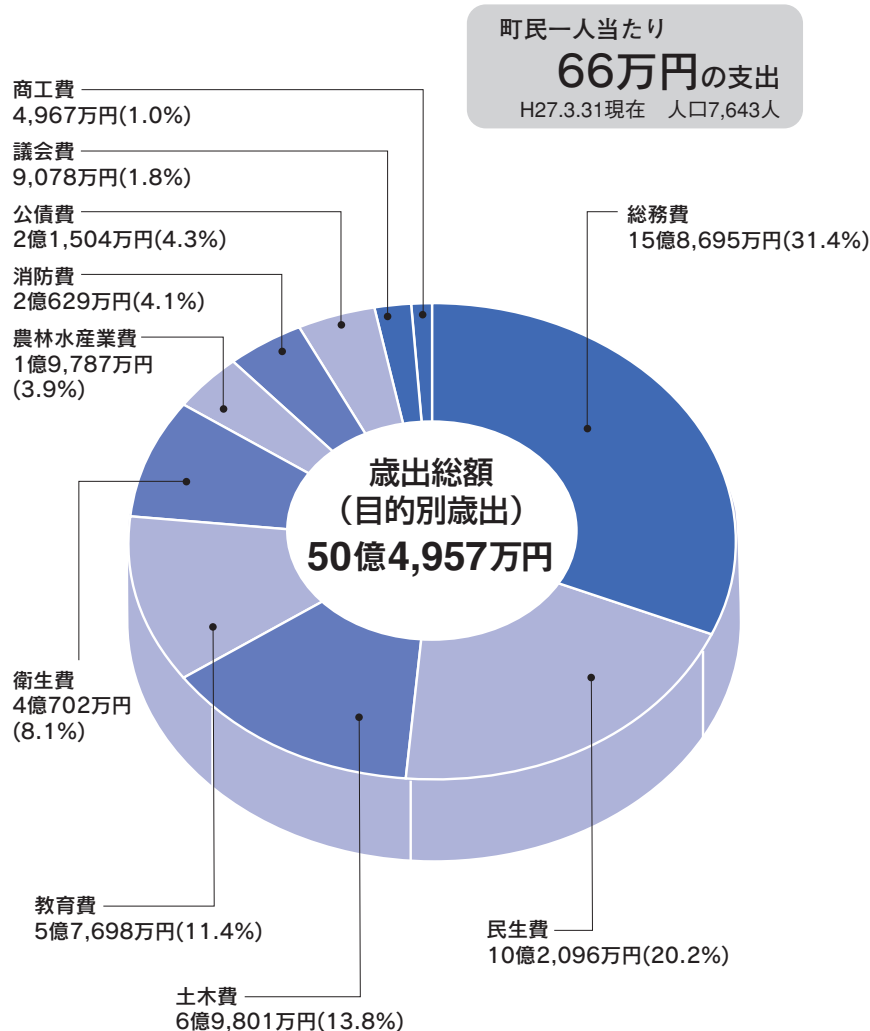 町民一人当たり
66万円の支出
H27.3.31現在　人口7,643人
商工費
4,967万円(1.0%)
議会費
9,078万円(1.8%)
公債費
2億1,504万円(4.3%)
消防費
2億629万円(4.1%)
農林水産業費
1億9,787万円
(3.9%)
総務費
15億8,695万円(31.4%)
歳出総額
（目的別歳出）
50億4,957万円
衛生費
4億702万円
(8.1%)
教育費
5億7,698万円(11.4%)
民生費
10億2,096万円(20.2%)
土木費
6億9,801万円(13.8%)